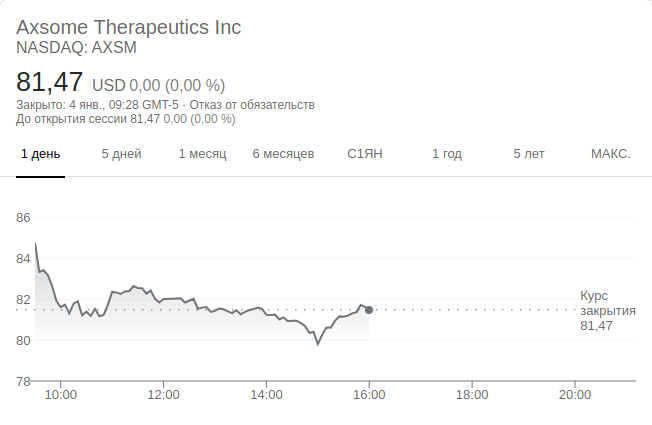 Axsome Therapeutics Inc
NASDAQ: AXSM
81,47 USD 0,00 (0,00 %)
Закрыто: 4 янв., 09:28 GMT-5 · Отказ от обязательств
До открытия сессии 81,47 0,00 (0,00 %)
1 день 5 дней 1 месяц 6 месяцев С1ЯН 1 год 5 лет МАКС.
86
84
82
80
78
Курс
закрытия
81,47
10:00 12:00 14:00 16:00 18:00 20:00